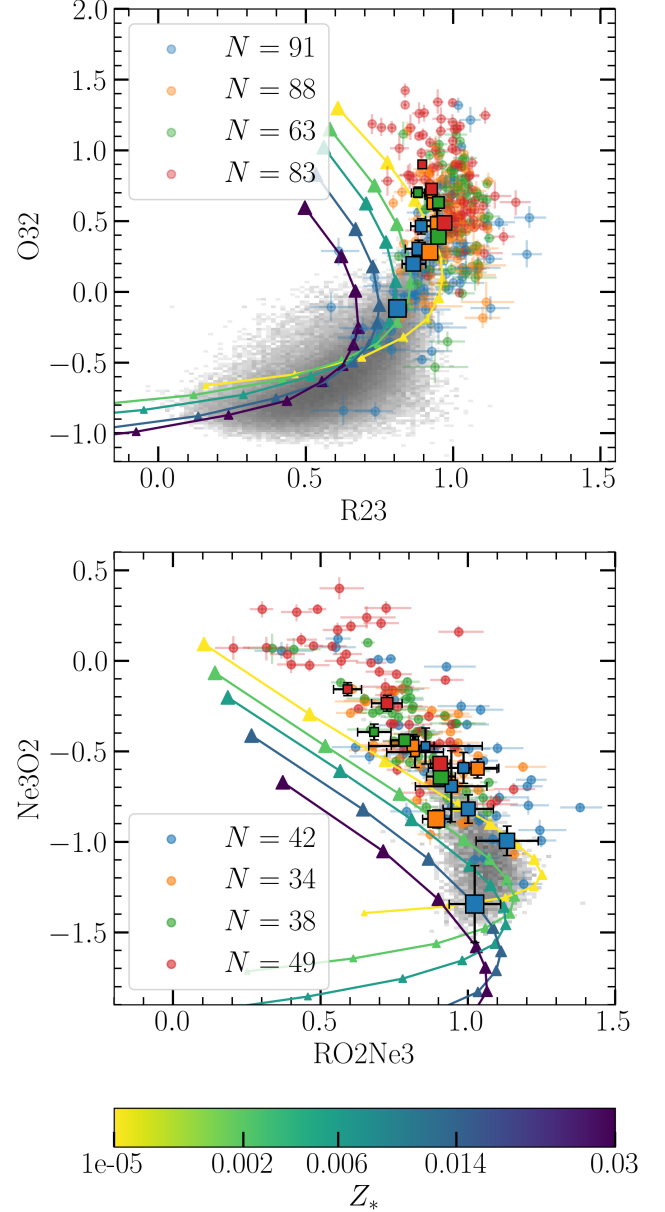 2.0
1.5
1.0
0.5
0.0
−0.5
−1.0
O32
N = 91
N = 88
N = 63
N = 83
0.0 0.5 1.0 1.5
R23
0.5
0.0
−0.5
−1.0
−1.5
Ne3O2
N = 42
N = 34
N = 38
N = 49
0.0 0.5 1.0 1.5
RO2Ne3
1e-05 0.002 0.006 0.014 0.03
Z*